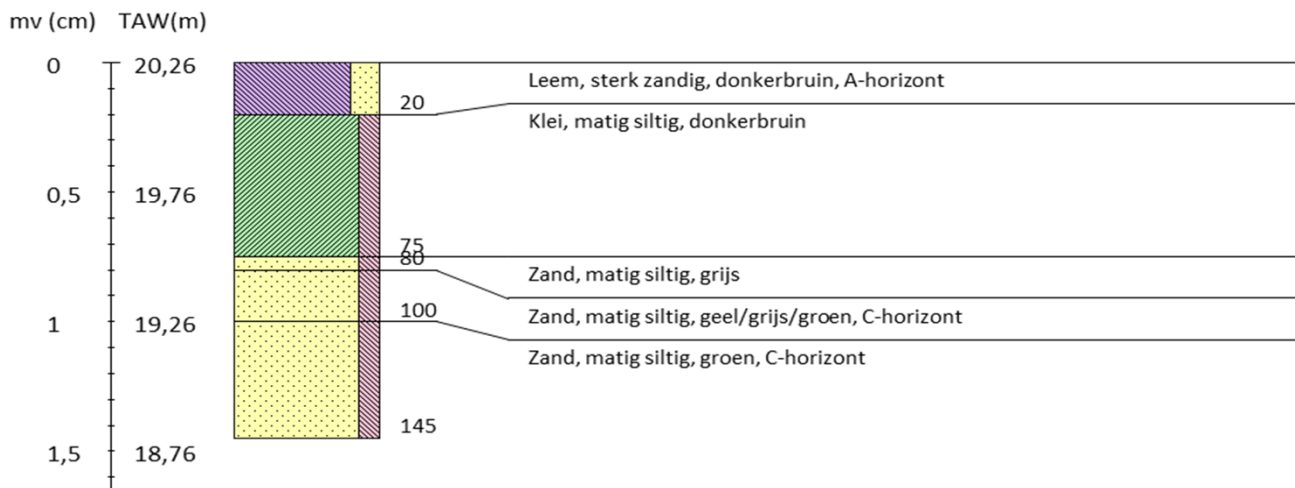 mv (cm) TAW(m)
0 20,26
Leem, sterk zandig, donkerbruin, A-horizont
20
Klei, matig siltig, donkerbruin
0,5 19,76
75
80
Zand, matig siltig, grijs
Zand, matig siltig, geel/grijs/groen, C-horizont
1 19,26
100
Zand, matig siltig, groen, C-horizont
145
1,5 18,76